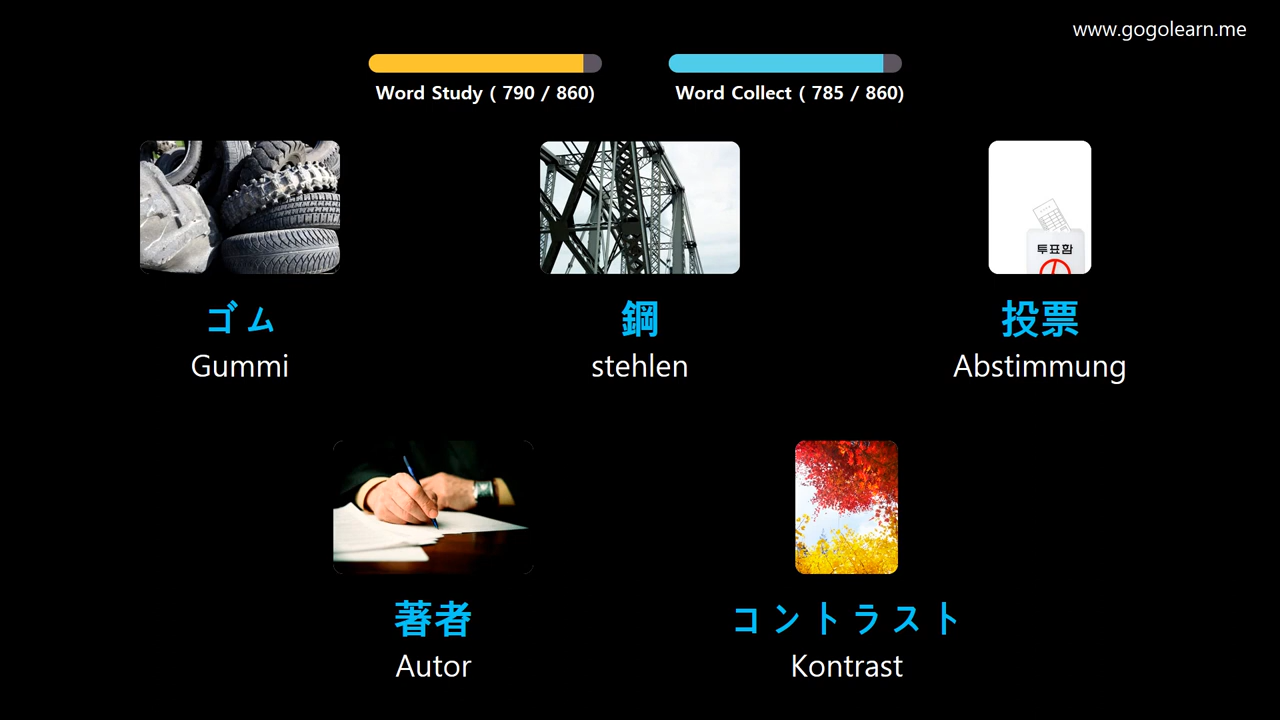 www.gogolearn.me
Word Study ( 790 / 860)
Word Collect ( 785 / 860)
투표함
ゴム
鋼
投票
Gummi
stehlen
Abstimmung
著者
コントラスト
Autor
Kontrast